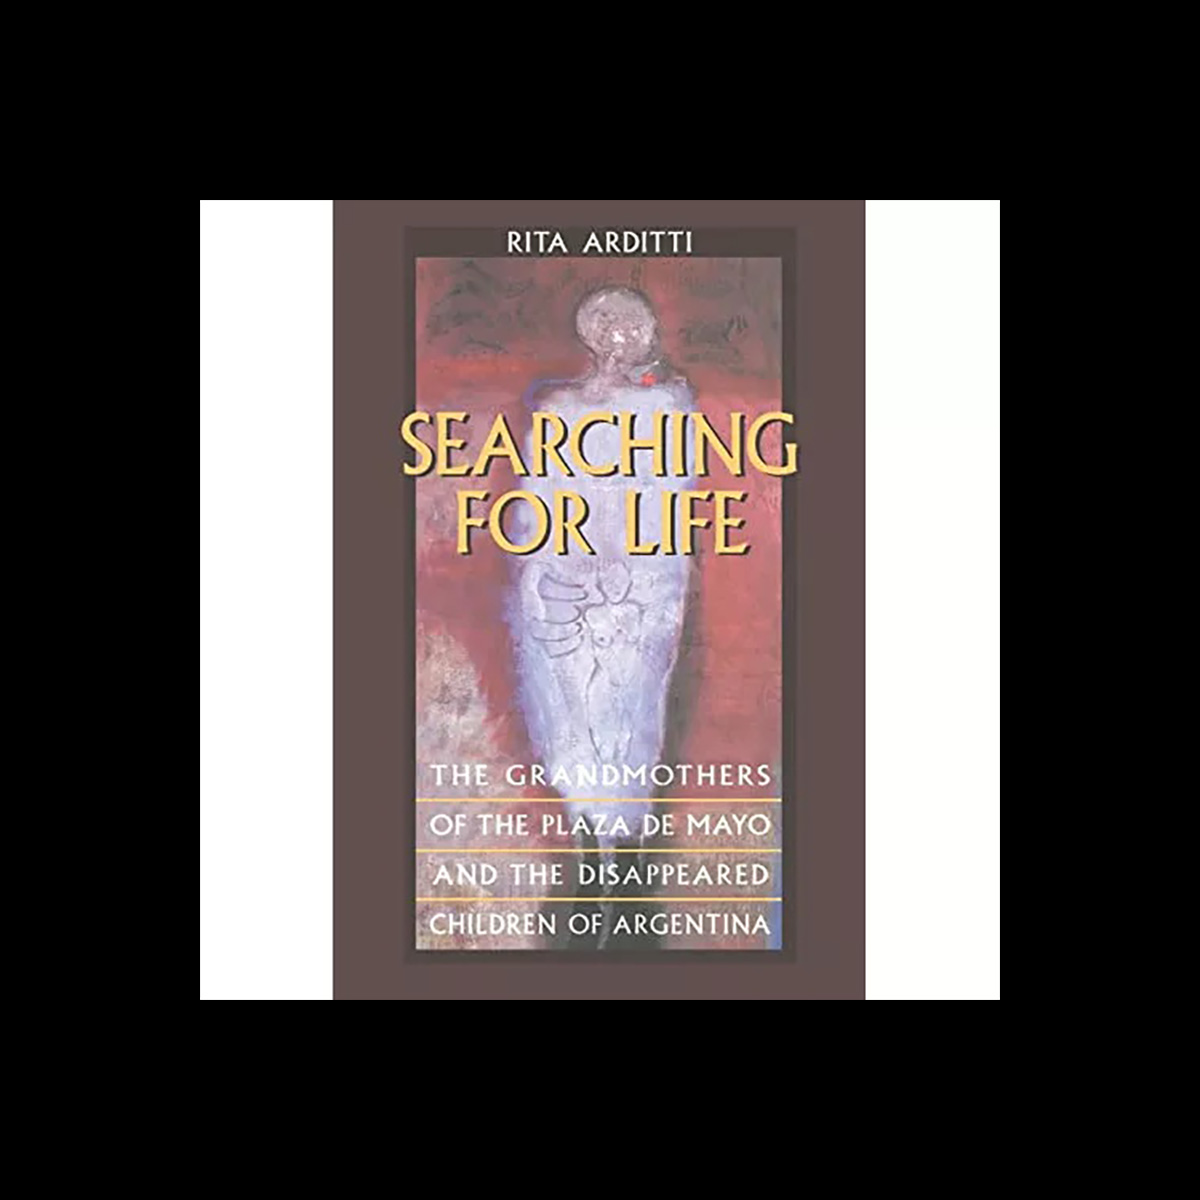 RITA ARDITTI
SEARCHING
FOR LIFE
THE GRANDMOTHERS
OF THE PLAZA DE MAYO
AND THE DISAPPEARED
CHILDREN OF ARGENTINA